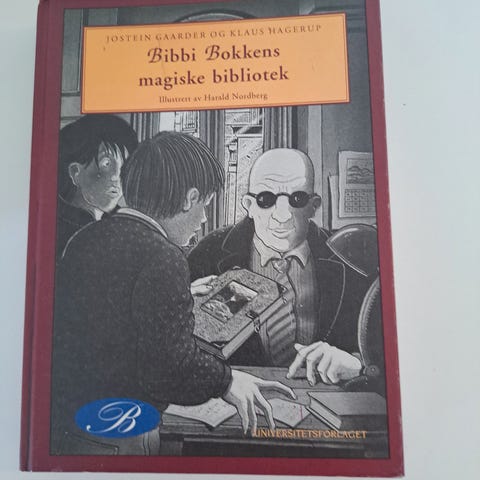 JOSTEIN GAARDER OG KLAUS HAGERUP
Bibbi Bokkens
magiske bibliotek
Illustrert av Harald Nordberg
B
UNIVERSITETSFORLAGET